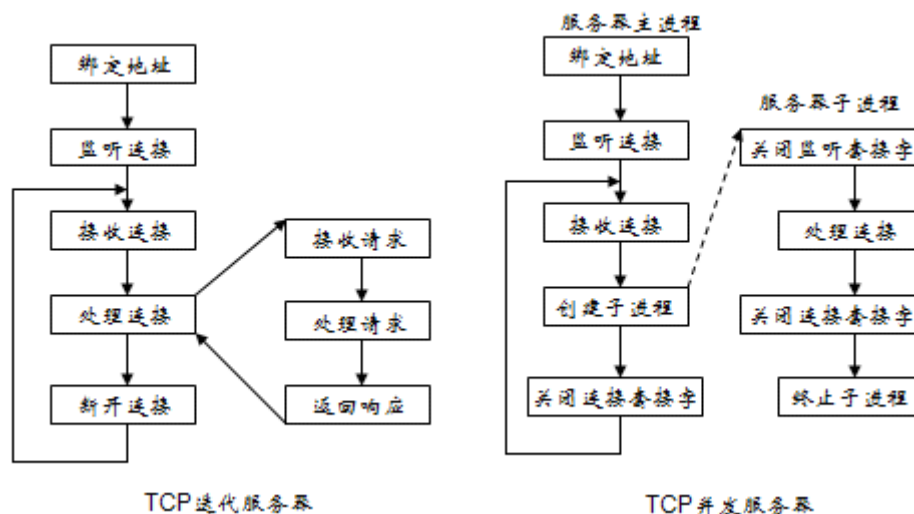 绑定地址
监听连接
接收连接
处理连接
断开连接
接收请求
处理请求
返回响应
TCP迭代服务器
服务器主进程
绑定地址
监听连接
接收连接
创建子进程
关闭连接套接字
服务器子进程
关闭监听套接字
处理连接
关闭连接套接字
终止子进程
TCP并发服务器